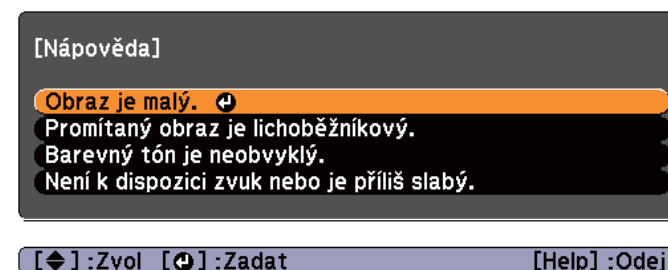 [Nápověda]
Obraz je malý.
Promítaný obraz je lichoběžníkový.
Barevný tón je neobvyklý.
Není k dispozici zvuk nebo je příliš slabý.
[◆] :Zvol [↵] :Zadat [Help] :Odej